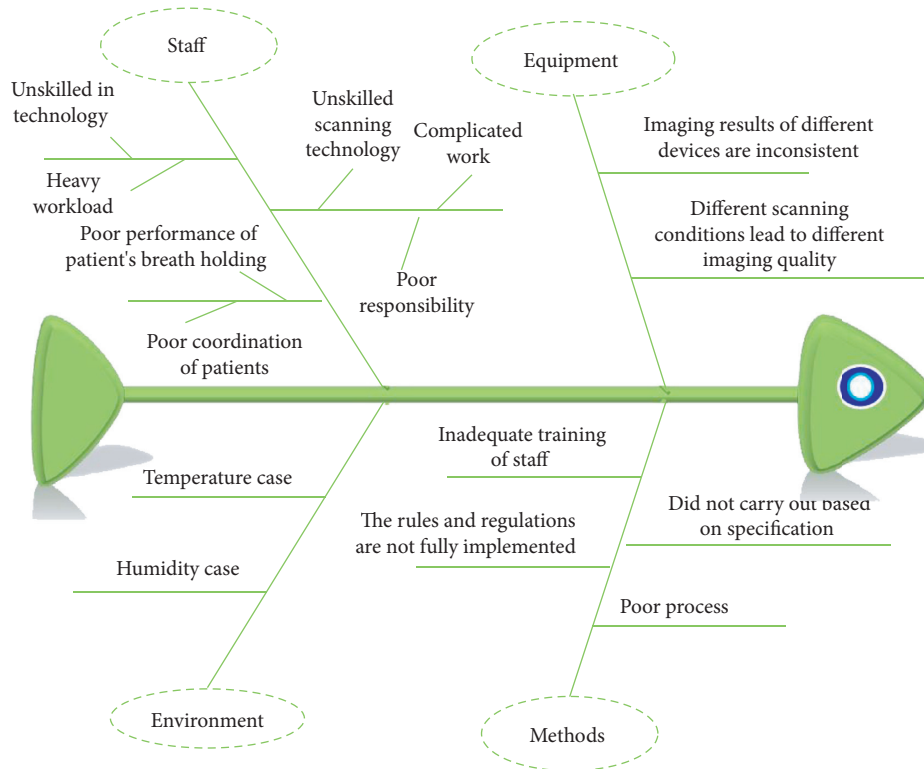 Staff
Equipment
Unskilled in
technology
Heavy
workload
Unskilled
scanning
technology
Complicated
work
Poor
responsibility
Poor performance of
patient's breath holding
Poor coordination
of patients
Imaging results of different
devices are inconsistent
Different scanning
conditions lead to different
imaging quality
Temperature case
Humidity case
Environment
Inadequate training
of staff
The rules and regulations
are not fully implemented
Did not carry out based
on specification
Poor process
Methods